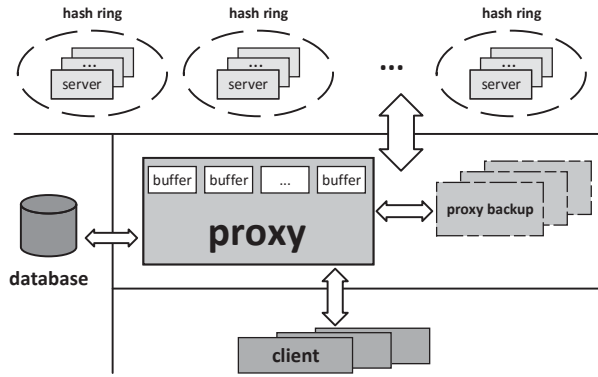 hash ring
hash ring
hash ring
...
server
...
server
...
...
server
buffer
buffer
...
buffer
proxy
proxy backup
database
client